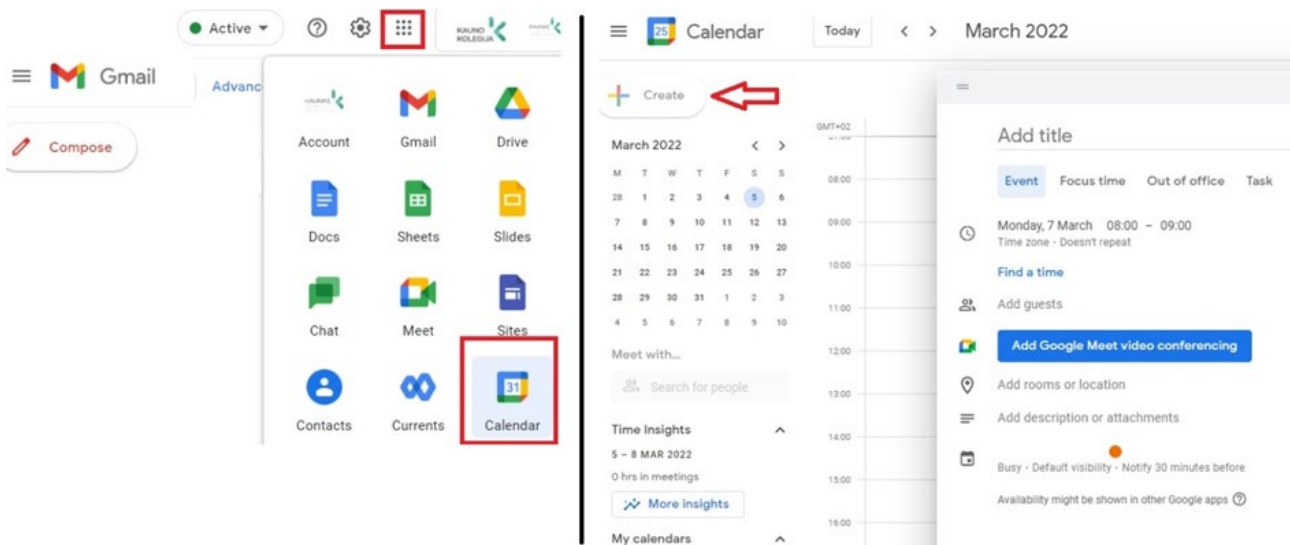 Active
KAUNO
KOLEGIJA
Gmail
Advanc
Compose
Account Gmail Drive
Docs Sheets Slides
Chat Meet Sites
31
Contacts Currents Calendar
25 Calendar Today March 2022
Create
March 2022
M T W T F S S
28 1 2 3 4 5 6
7 8 9 10 11 12 13
14 15 16 17 18 19 20
21 22 23 24 25 26 27
28 29 30 31 1 2 3
4 5 6 7 8 9 10
Meet with...
Search for people
Time Insights
5 – 8 MAR 2022
0 hrs in meetings
More insights
My calendars
GMT+02
08:00
09:00
10:00
11:00
12:00
13:00
14:00
15:00
16:00
Add title
Event Focus time Out of office Task
Monday, 7 March 08:00 – 09:00
Time zone - Doesn't repeat
Find a time
Add guests
Add Google Meet video conferencing
Add rooms or location
Add description or attachments
Busy - Default visibility - Notify 30 minutes before
Availability might be shown in other Google apps ?